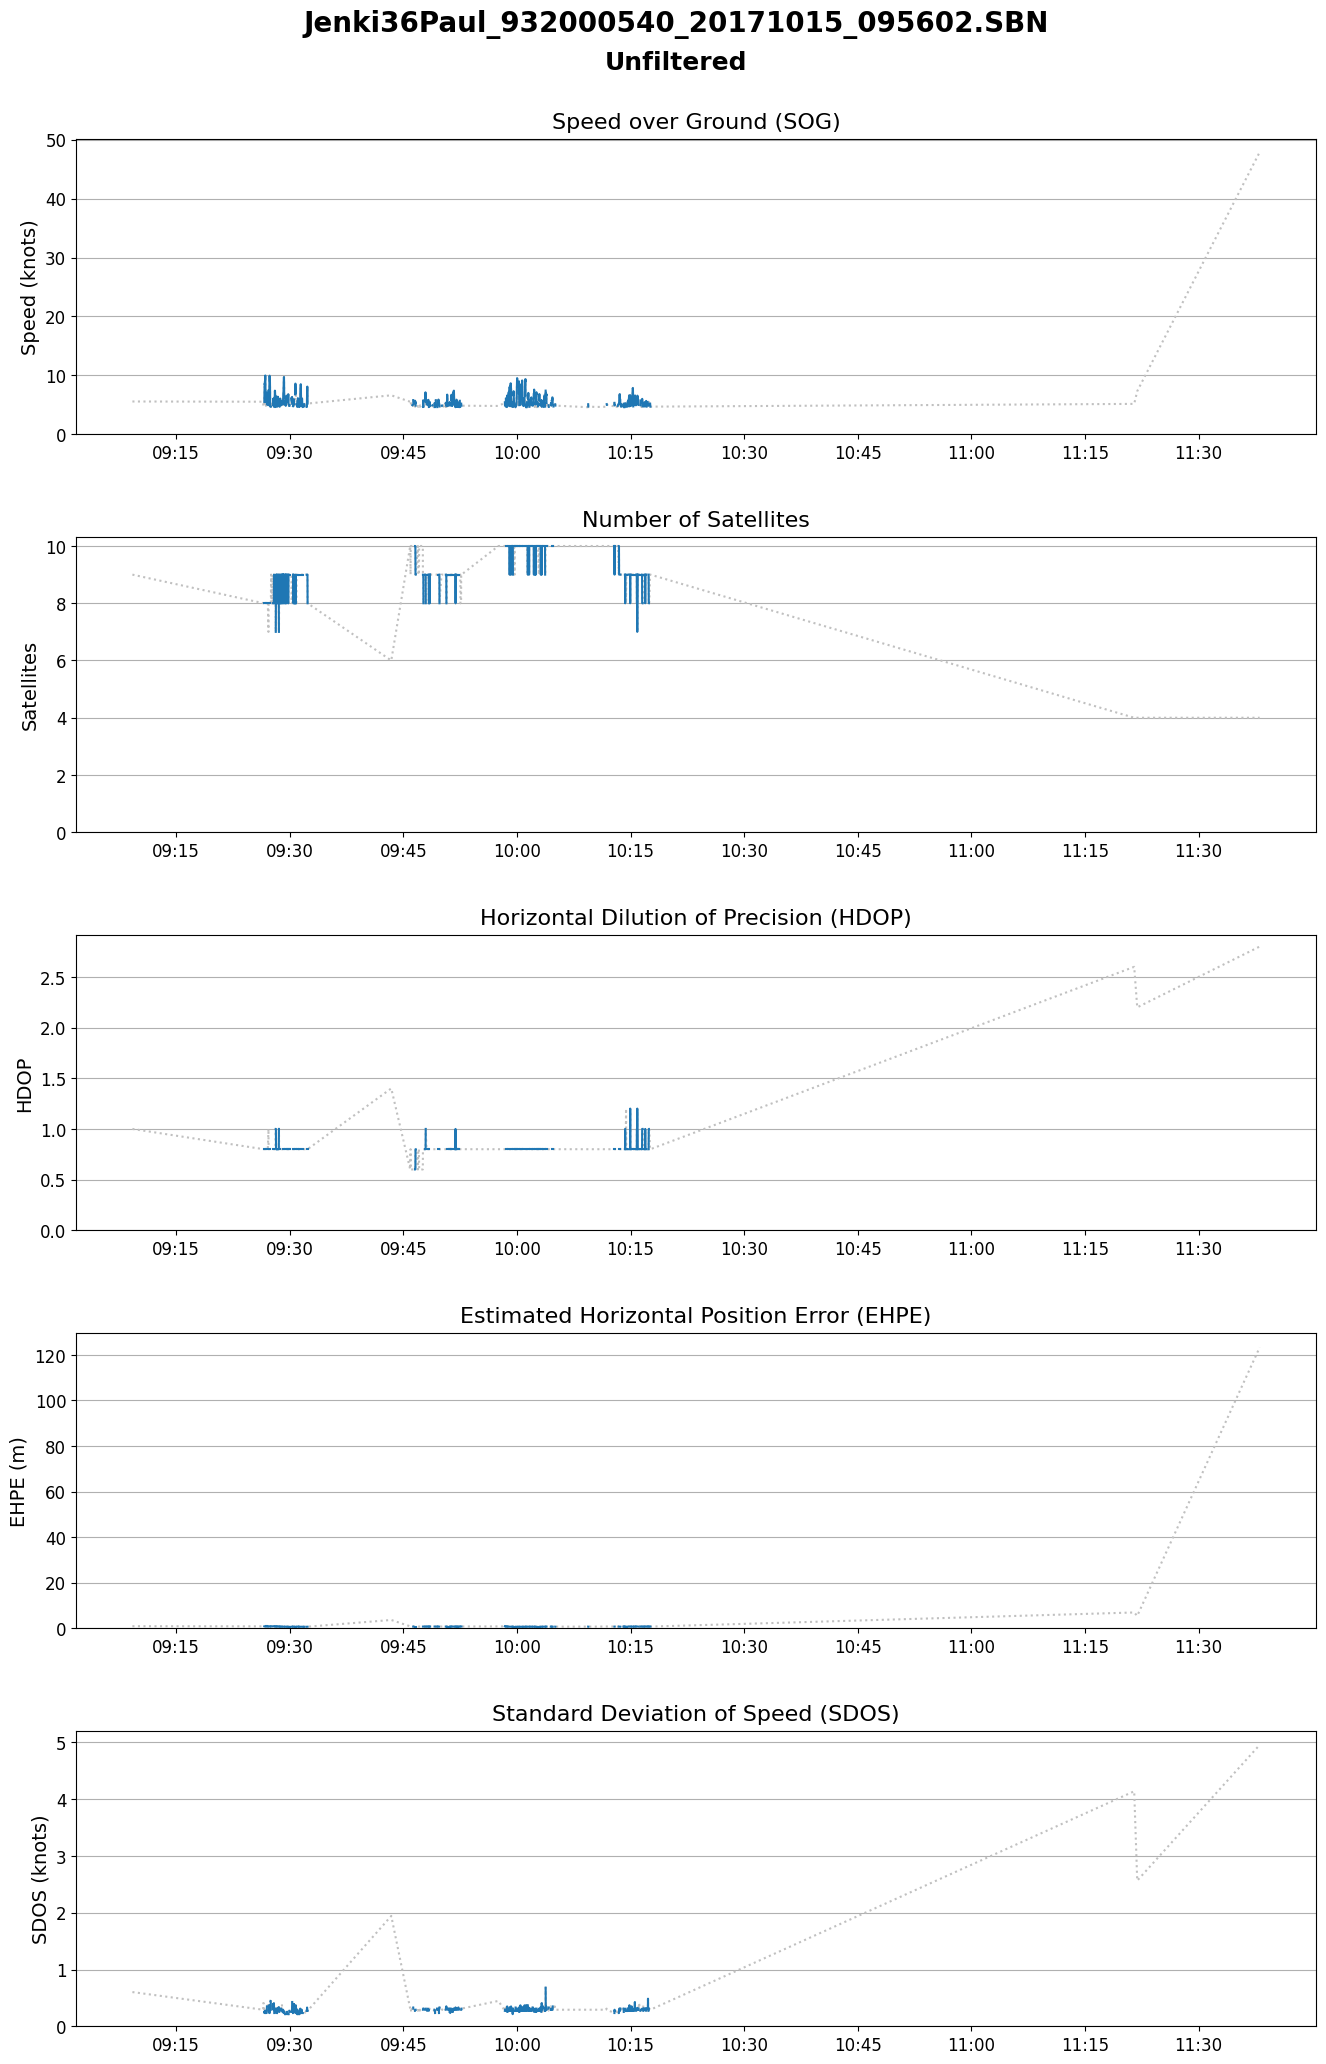 Jenki36Paul_932000540_20171015_095602.SBN
Unfiltered
Speed over Ground (SOG)
Speed (knots)
50
40
30
20
10
0
09:15 09:30 09:45 10:00 10:15 10:30 10:45 11:00 11:15 11:30
Number of Satellites
Satellites
10
8
6
4
2
0
09:15 09:30 09:45 10:00 10:15 10:30 10:45 11:00 11:15 11:30
Horizontal Dilution of Precision (HDOP)
HDOP
2.5
2.0
1.5
1.0
0.5
0.0
09:15 09:30 09:45 10:00 10:15 10:30 10:45 11:00 11:15 11:30
Estimated Horizontal Position Error (EHPE)
EHPE (m)
120
100
80
60
40
20
0
09:15 09:30 09:45 10:00 10:15 10:30 10:45 11:00 11:15 11:30
Standard Deviation of Speed (SDOS)
SDOS (knots)
5
4
3
2
1
0
09:15 09:30 09:45 10:00 10:15 10:30 10:45 11:00 11:15 11:30